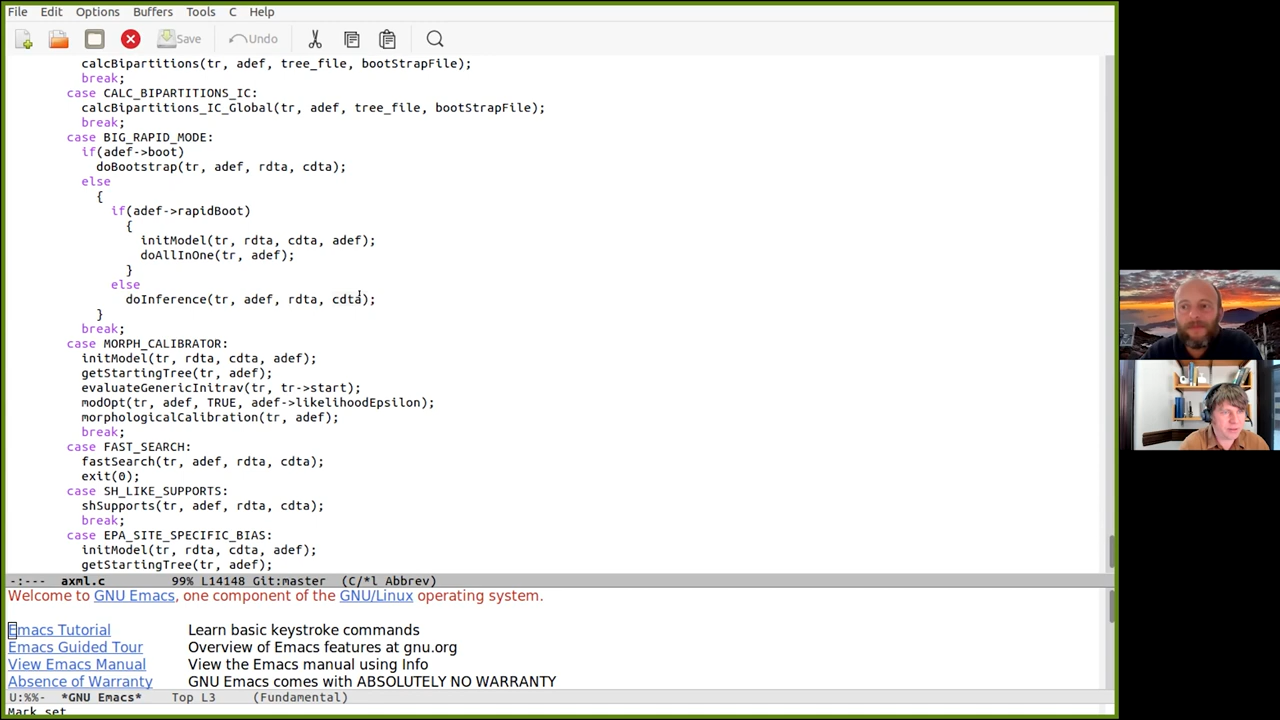 File Edit Options Buffers Tools C Help
Save Undo
calcBipartitions(tr, adef, tree_file, bootStrapFile);
break;
case CALC_BIPARTITIONS_IC:
calcBipartitions_IC_Global(tr, adef, tree_file, bootStrapFile);
break;
case BIG_RAPID_MODE:
if(adef->boot)
doBootstrap(tr, adef, rdta, cdta);
else
{
if(adef->rapidBoot)
{
initModel(tr, rdta, cdta, adef);
doAllInOne(tr, adef);
}
else
doInference(tr, adef, rdta, cdta);
}
break;
case MORPH_CALIBRATOR:
initModel(tr, rdta, cdta, adef);
getStartingTree(tr, adef);
evaluateGenericInitrav(tr, tr->start);
modOpt(tr, adef, TRUE, adef->likelihoodEpsilon);
morphologicalCalibration(tr, adef);
break;
case FAST_SEARCH:
fastSearch(tr, adef, rdta, cdta);
exit(0);
case SH_LIKE_SUPPORTS:
shSupports(tr, adef, rdta, cdta);
break;
case EPA_SITE_SPECIFIC_BIAS:
initModel(tr, rdta, cdta, adef);
getStartingTree(tr, adef);
-:--- axml.c 99% L14148 Git:master (C/*l Abbrev)
Welcome to GNU Emacs, one component of the GNU/Linux operating system.
Emacs Tutorial Learn basic keystroke commands
Emacs Guided Tour Overview of Emacs features at gnu.org
View Emacs Manual View the Emacs manual using Info
Absence of Warranty GNU Emacs comes with ABSOLUTELY NO WARRANTY
U:%%- *GNU Emacs* Top L3 (Fundamental)
Mark set